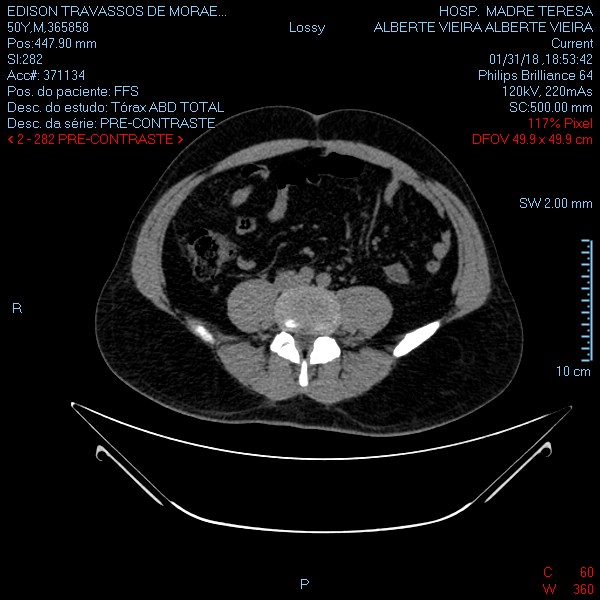 EDISON TRAVASSOS DE MORAE...
50Y,M,365858
Pos:447.90 mm
Sl:282
Acc#: 371134
Pos. do paciente: FFS
Desc. do estudo: Tórax ABD TOTAL
Desc. da série: PRE-CONTRASTE
< 2 - 282 PRE-CONTRASTE >
Lossy
HOSP. MADRE TERESA
ALBERTE VIEIRA ALBERTE VIEIRA
Current
01/31/18 ,18:53:42
Philips Brilliance 64
120kV, 220mAs
SC:500.00 mm
117% Pixel
DFOV 49.9 x 49.9 cm
SW 2.00 mm
R
10 cm
P
C 60
W 360